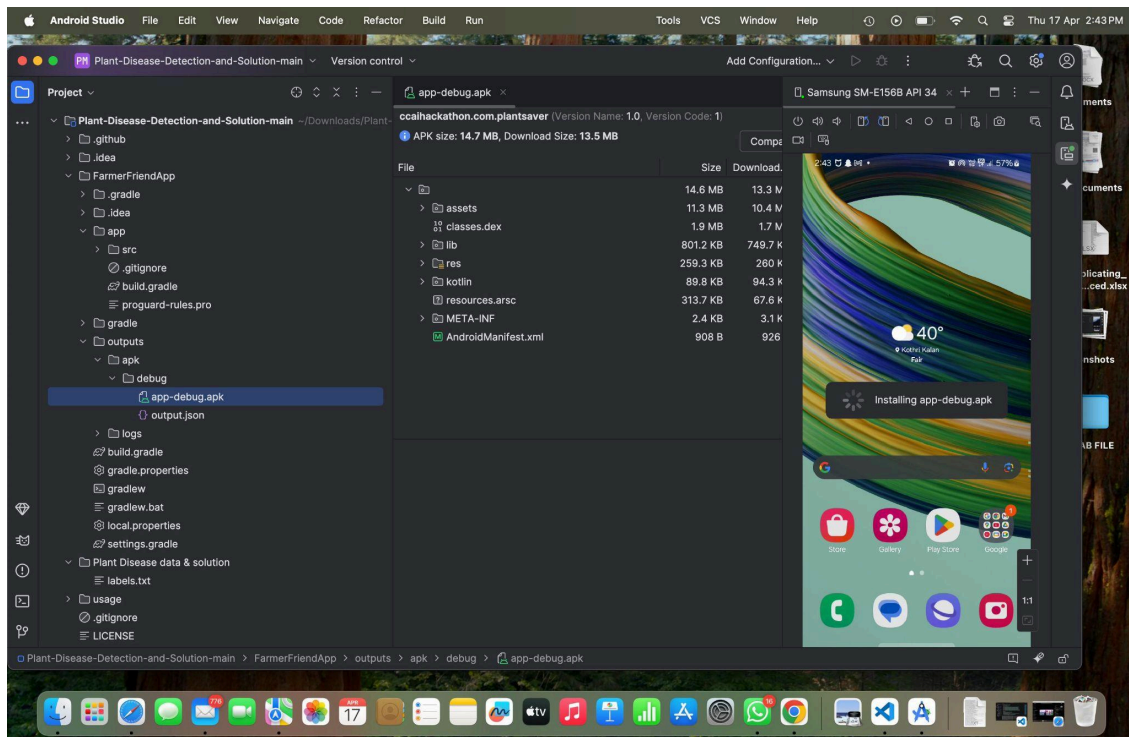 Android Studio File Edit View Navigate Code Refactor Build Run Tools VCS Window Help Thu 17 Apr 2:43 PM
PM Plant-Disease-Detection-and-Solution-main Version control Add Configuration...
Project
app-debug.apk
Samsung SM-E156B API 34
Plant-Disease-Detection-and-Solution-main ~/Downloads/Plant-
ccaihackathon.com.plantsaver (Version Name: 1.0, Version Code: 1)
.github
APK size: 14.7 MB, Download Size: 13.5 MB
Compa
.idea
FarmerFriendApp
File Size Download.
.gradle
14.6 MB 13.3 M
.idea
assets 11.3 MB 10.4 M
app
classes.dex 1.9 MB 1.7 M
src
lib 801.2 KB 749.7 K
.gitignore
res 259.3 KB 260 K
build.gradle
kotlin 89.8 KB 94.3 K
proguard-rules.pro
resources.arsc 313.7 KB 67.6 K
gradle
META-INF 2.4 KB 3.1 K
outputs
AndroidManifest.xml 908 B 926
apk
debug
app-debug.apk
output.json
logs
build.gradle
gradle.properties
gradlew
gradlew.bat
local.properties
settings.gradle
Plant Disease data & solution
labels.txt
usage
.gitignore
LICENSE
2:43 57%
40°
Kothri Kalan
Fair
Installing app-debug.apk
1
Store Gallery Play Store Google
1:1
ments
cuments
plicating_
...ced.xlsx
nshots
AB FILE
Plant-Disease-Detection-and-Solution-main > FarmerFriendApp > outputs > apk > debug > app-debug.apk
776
APR
17
tv
16